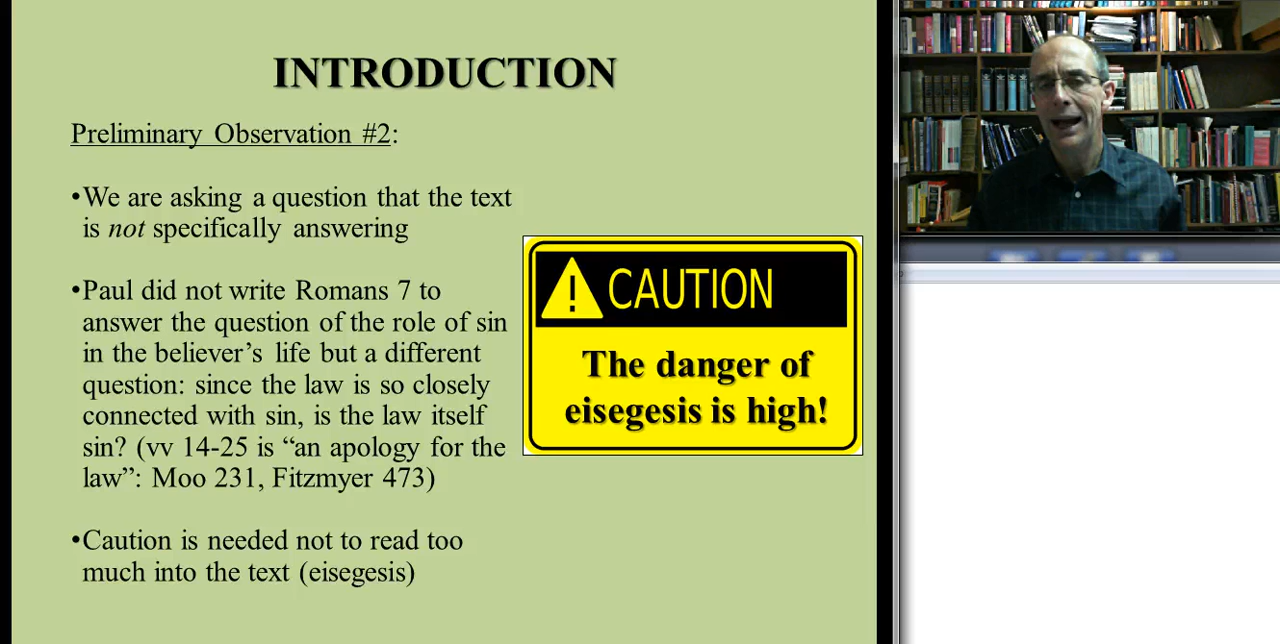 INTRODUCTION
Preliminary Observation #2:
•We are asking a question that the text
is not specifically answering
•Paul did not write Romans 7 to
answer the question of the role of sin
in the believer’s life but a different
question: since the law is so closely
connected with sin, is the law itself
sin? (vv 14-25 is “an apology for the
law”: Moo 231, Fitzmyer 473)
•Caution is needed not to read too
much into the text (eisegesis)
! CAUTION
The danger of
eisegesis is high!